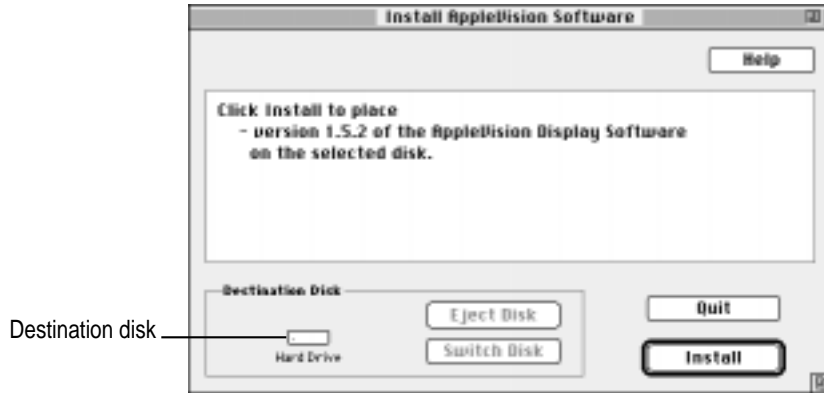 Install AppleVision Software
Help
Click Install to place
- version 1.5.2 of the AppleVision Display Software
on the selected disk.
Destination Disk
Eject Disk
Quit
Destination disk
Hard Drive
Switch Disk
Install